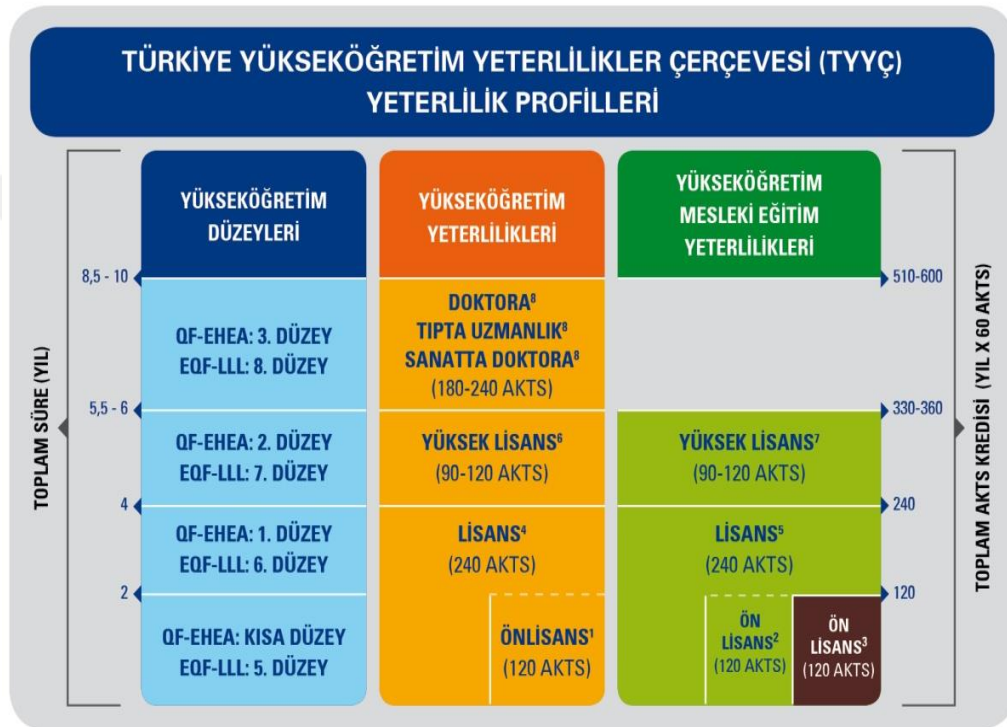 TÜRKİYE YÜKSEKÖĞRETİM YETERLİLİKLER ÇERÇEVESİ (TYYÇ)
YETERLİLİK PROFİLLERİ
TOPLAM SÜRE (YIL)
8,5 - 10
5,5 - 6
4
2
YÜKSEKÖĞRETİM
DÜZEYLERİ
QF-EHEA: 3. DÜZEY
EQF-LLL: 8. DÜZEY
QF-EHEA: 2. DÜZEY
EQF-LLL: 7. DÜZEY
QF-EHEA: 1. DÜZEY
EQF-LLL: 6. DÜZEY
QF-EHEA: KISA DÜZEY
EQF-LLL: 5. DÜZEY
YÜKSEKÖĞRETİM
YETERLİLİKLERİ
DOKTORA⁸
TIPTA UZMANLIK⁸
SANATTA DOKTORA⁸
(180-240 AKTS)
YÜKSEK LİSANS⁶
(90-120 AKTS)
LİSANS⁴
(240 AKTS)
ÖNLİSANS¹
(120 AKTS)
YÜKSEKÖĞRETİM
MESLEKİ EĞİTİM
YETERLİLİKLERİ
YÜKSEK LİSANS⁷
(90-120 AKTS)
LİSANS⁵
(240 AKTS)
ÖN
LİSANS²
(120 AKTS)
ÖN
LİSANS³
(120 AKTS)
510-600
330-360
240
120
TOPLAM AKTS KREDİSİ (YIL X 60 AKTS)